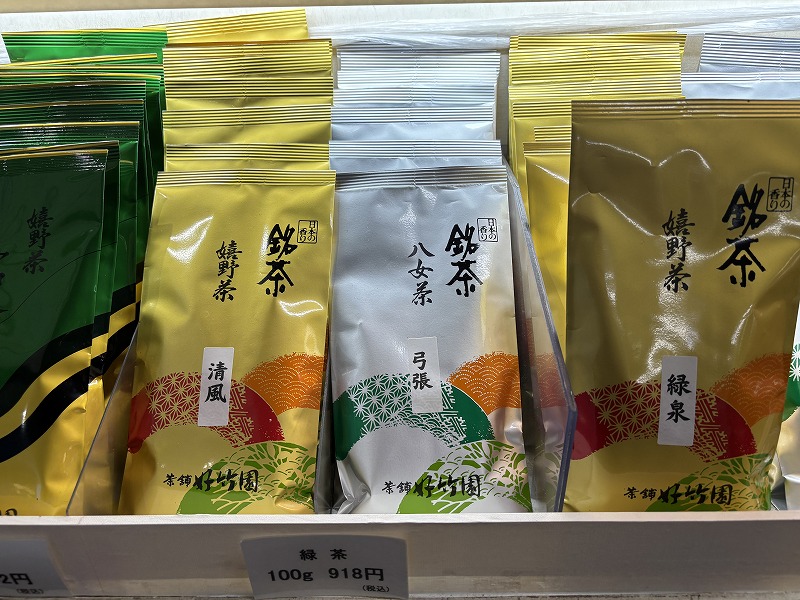 嬉野茶
日本の香り
銘茶
嬉野茶
清風
茶舗 好竹園
日本の香り
銘茶
八女茶
弓張
茶舗 好竹園
日本の香り
銘茶
嬉野茶
緑泉
茶舗 好竹園
2円
(税込)
緑茶
100g 918円
(税込)